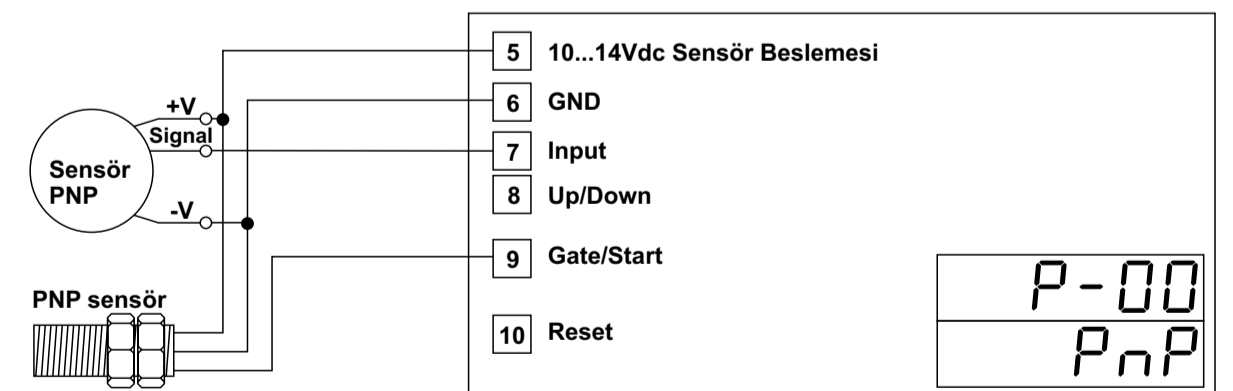 5 10...14Vdc Sensör Beslemesi
+V
6 GND
Signal
7 Input
Sensör
PNP
8 Up/Down
-V
9 Gate/Start
P-00
PNP sensör
10 Reset
PnP